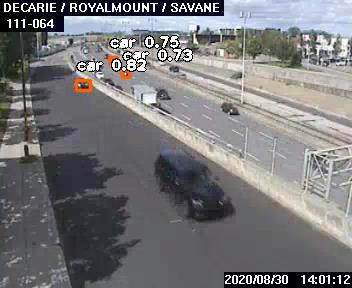 DECARIE / ROYALMOUNT / SAVANE
111-064
car 0.75
car 0.73
car 0.82
2020/08/30 14:01:12